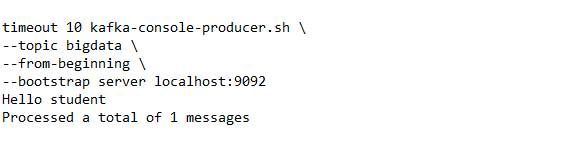 timeout 10 kafka-console-producer.sh \
--topic bigdata \
--from-beginning \
--bootstrap server localhost:9092
Hello student
Processed a total of 1 messages